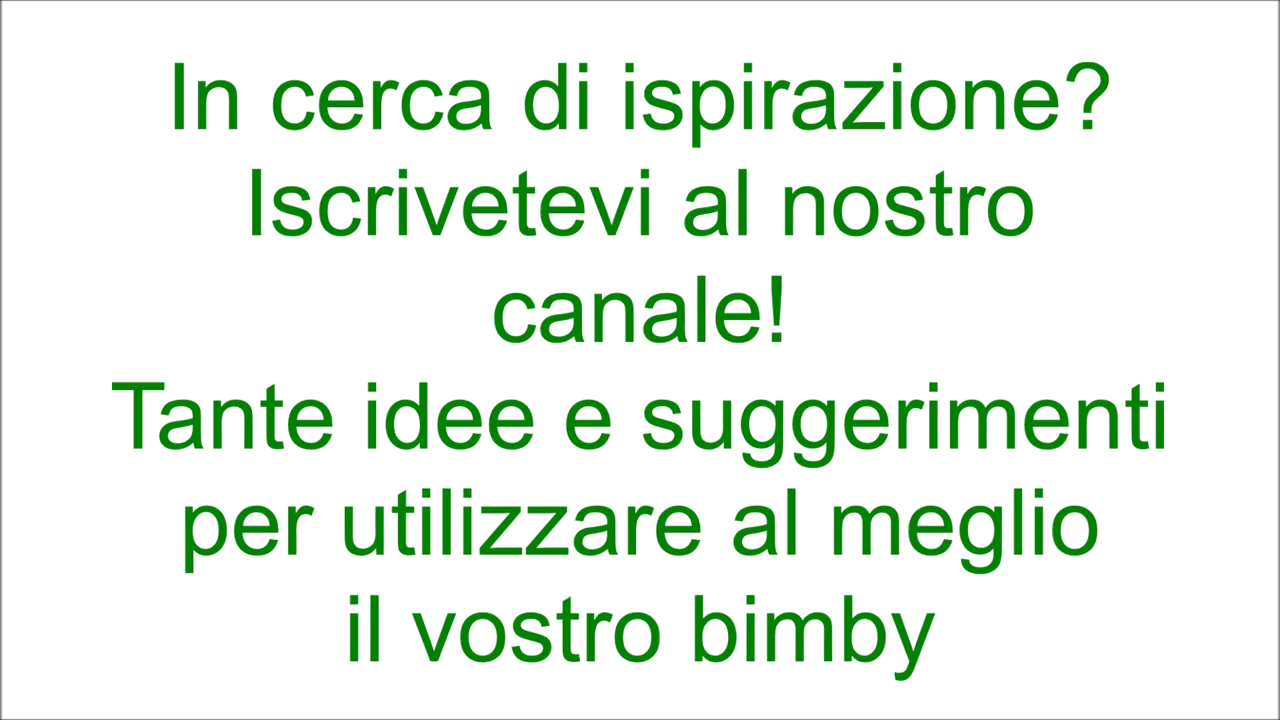 In cerca di ispirazione?
Iscrivetevi al nostro
canale!
Tante idee e suggerimenti
per utilizzare al meglio
il vostro bimby